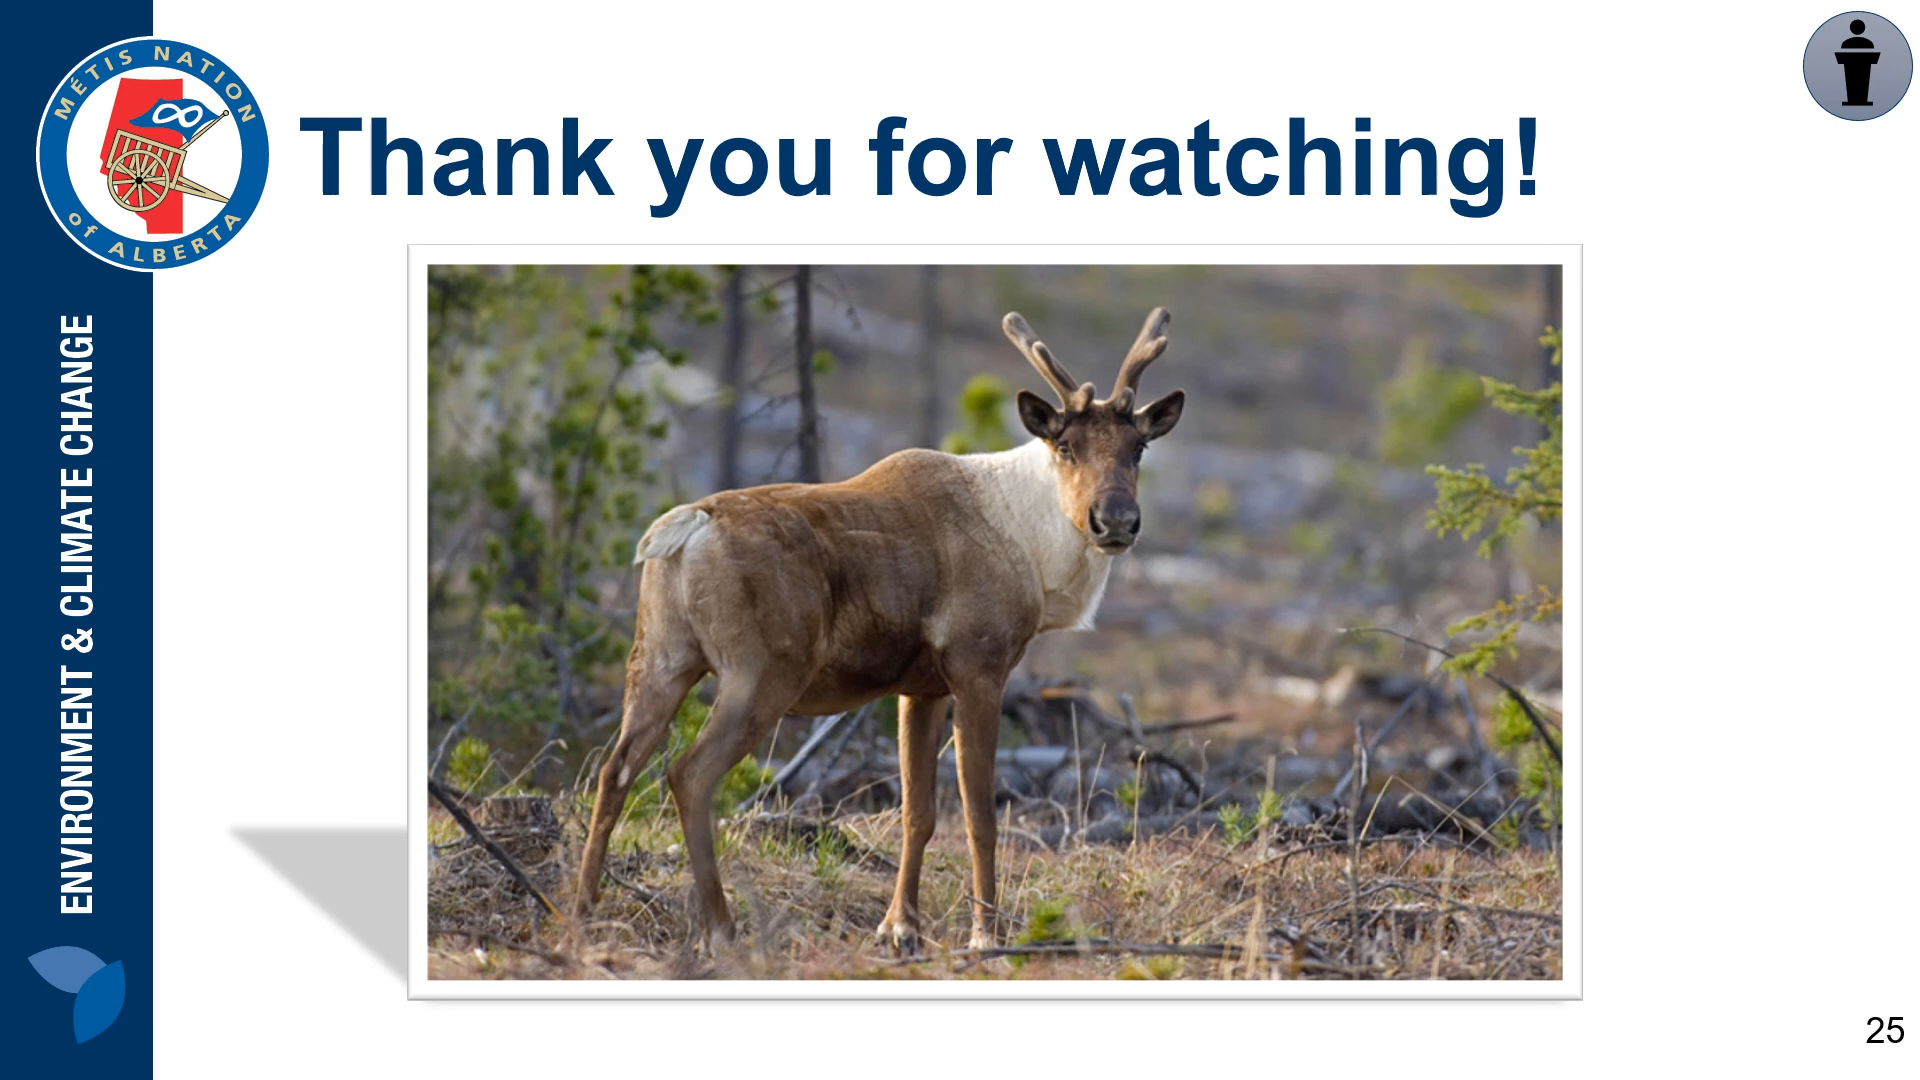 MÉTIS NATION
of ALBERTA
Thank you for watching!
ENVIRONMENT & CLIMATE CHANGE
25